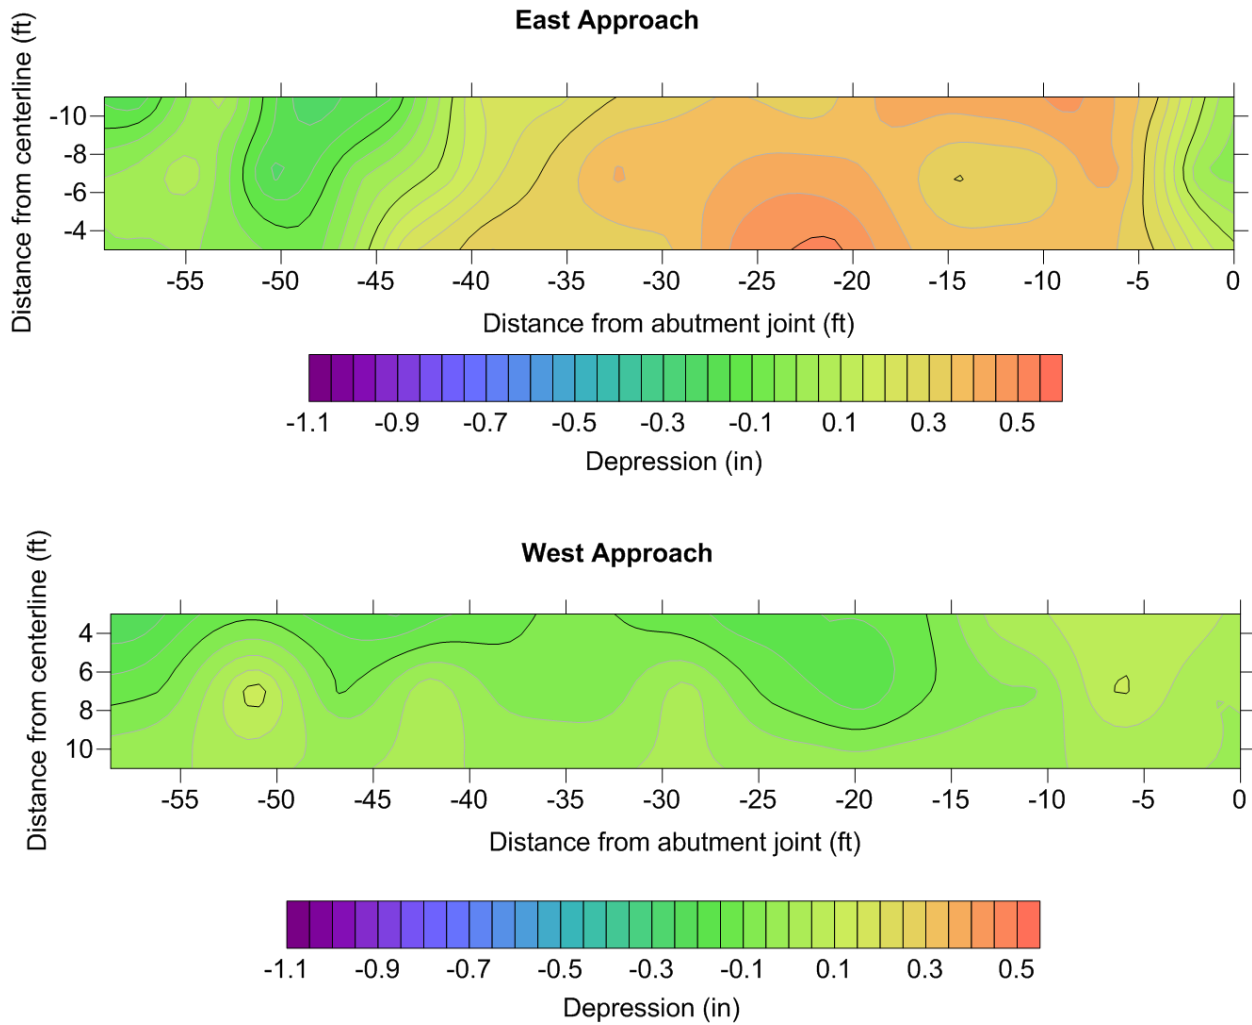 East Approach
Distance from centerline (ft)
-10
-8
-6
-4
-55 -50 -45 -40 -35 -30 -25 -20 -15 -10 -5 0
Distance from abutment joint (ft)
-1.1 -0.9 -0.7 -0.5 -0.3 -0.1 0.1 0.3 0.5
Depression (in)
West Approach
Distance from centerline (ft)
4
6
8
10
-55 -50 -45 -40 -35 -30 -25 -20 -15 -10 -5 0
Distance from abutment joint (ft)
-1.1 -0.9 -0.7 -0.5 -0.3 -0.1 0.1 0.3 0.5
Depression (in)